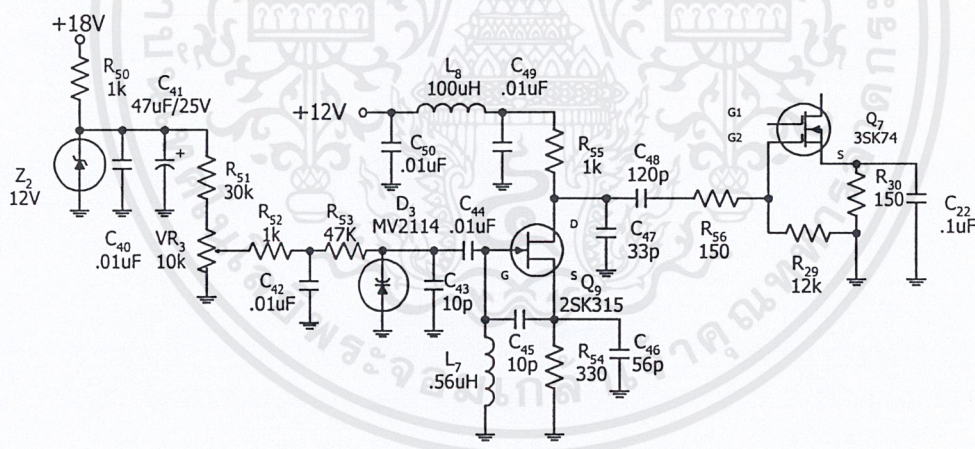 +18V
R50
1k
C41
47uF/25V
Z2
12V
C40
.01uF
R51
30k
VR3
10k
R52
1k
R53
47K
C42
.01uF
D3
MV2114
C43
10p
C44
.01uF
+12V
L8
100uH
C49
.01uF
C50
.01uF
R55
1k
D
G
S
Q9
2SK315
C45
10p
L7
.56uH
R54
330
C46
56p
C47
33p
C48
120p
R56
150
G1
G2
S
Q7
3SK74
R29
12k
R30
150
C22
.1uF